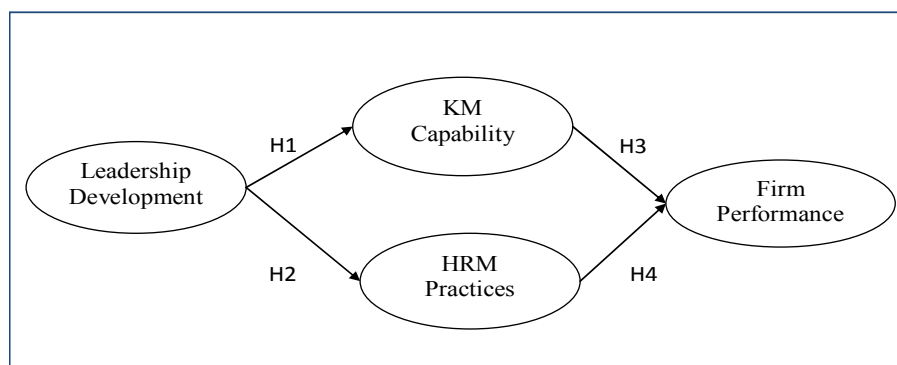 KM
Capability
H1
H3
Leadership
Development
Firm
Performance
H2
HRM
Practices
H4